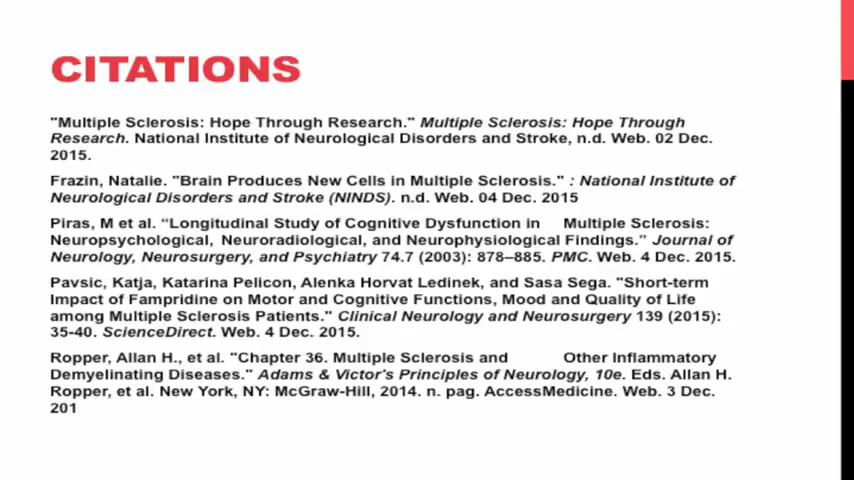 CITATIONS
"Multiple Sclerosis: Hope Through Research." Multiple Sclerosis: Hope Through
Research. National Institute of Neurological Disorders and Stroke, n.d. Web. 02 Dec.
2015.
Frazin, Natalie. "Brain Produces New Cells in Multiple Sclerosis." : National Institute of
Neurological Disorders and Stroke (NINDS). n.d. Web. 04 Dec. 2015
Piras, M et al. “Longitudinal Study of Cognitive Dysfunction in Multiple Sclerosis:
Neuropsychological, Neuroradiological, and Neurophysiological Findings.” Journal of
Neurology, Neurosurgery, and Psychiatry 74.7 (2003): 878–885. PMC. Web. 4 Dec. 2015.
Pavsic, Katja, Katarina Pelicon, Alenka Horvat Ledinek, and Sasa Sega. "Short-term
Impact of Fampridine on Motor and Cognitive Functions, Mood and Quality of Life
among Multiple Sclerosis Patients." Clinical Neurology and Neurosurgery 139 (2015):
35-40. ScienceDirect. Web. 4 Dec. 2015.
Ropper, Allan H., et al. "Chapter 36. Multiple Sclerosis and Other Inflammatory
Demyelinating Diseases." Adams & Victor's Principles of Neurology, 10e. Eds. Allan H.
Ropper, et al. New York, NY: McGraw-Hill, 2014. n. pag. AccessMedicine. Web. 3 Dec.
201